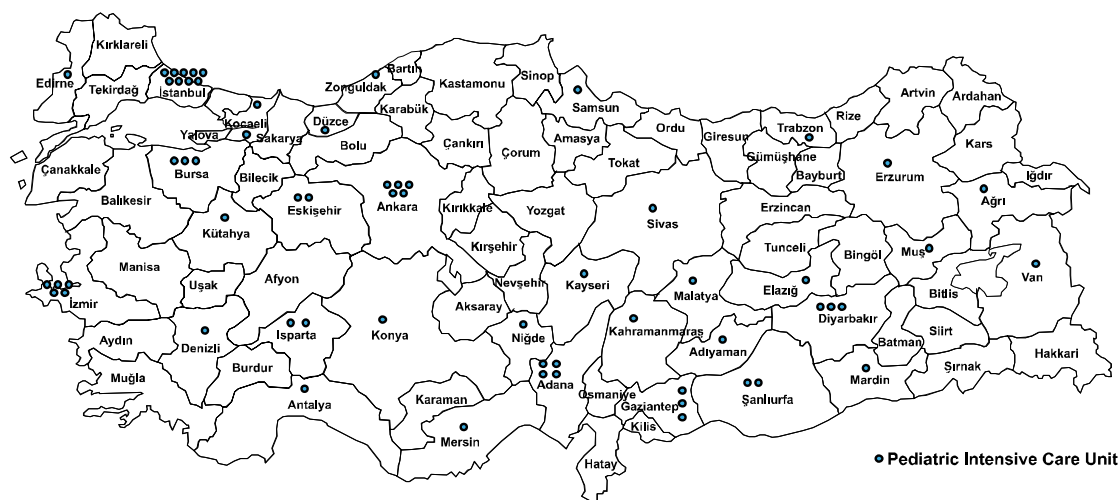 Kırklareli
Edirne
Tekirdağ
İstanbul
Kocaeli
Yalova
Sakarya
Düzce
Zonguldak
Bartın
Karabük
Kastamonu
Sinop
Samsun
Bolu
Çankırı
Çorum
Amasya
Tokat
Ordu
Giresun
Trabzon
Rize
Artvin
Ardahan
Kars
Gümüşhane
Bayburt
Erzurum
Iğdır
Ağrı
Çanakkale
Balıkesir
Bursa
Bilecik
Eskişehir
Ankara
Kırıkkale
Yozgat
Sivas
Erzincan
Kütahya
Kırşehir
Tunceli
Bingöl
Muş
Van
Manisa
Uşak
Afyon
Nevşehir
Kayseri
Malatya
Elazığ
Bitlis
İzmir
Aksaray
Diyarbakır
Siirt
Batman
Aydın
Denizli
Isparta
Konya
Niğde
Kahramanmaraş
Adıyaman
Hakkari
Muğla
Burdur
Antalya
Karaman
Mersin
Adana
Osmaniye
Gaziantep
Kilis
Hatay
Şanlıurfa
Mardin
Şırnak
Pediatric Intensive Care Unit